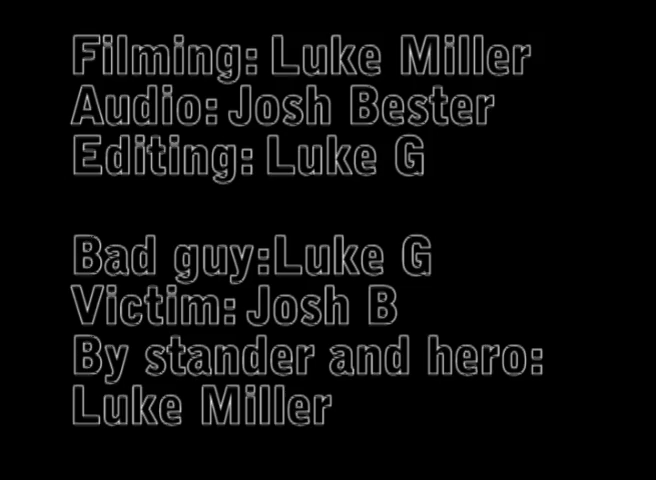 Filming: Luke Miller
Audio: Josh Bester
Editing: Luke G
Bad guy:Luke G
Victim: Josh B
By stander and hero:
Luke Miller